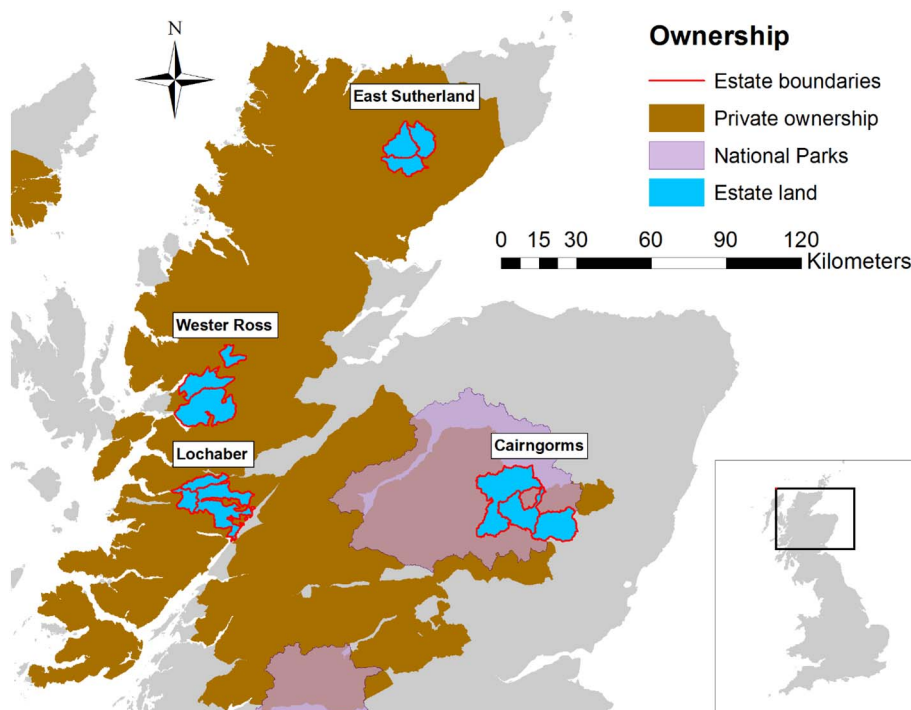 N
East Sutherland
Wester Ross
Lochaber
Cairngorms
Ownership
Estate boundaries
Private ownership
National Parks
Estate land
0 15 30 60 90 120
Kilometers